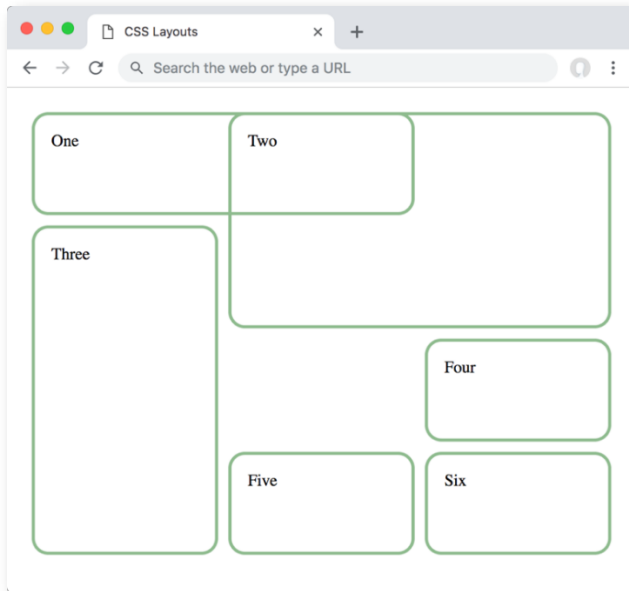 CSS Layouts
Search the web or type a URL
One
Two
Three
Four
Five
Six